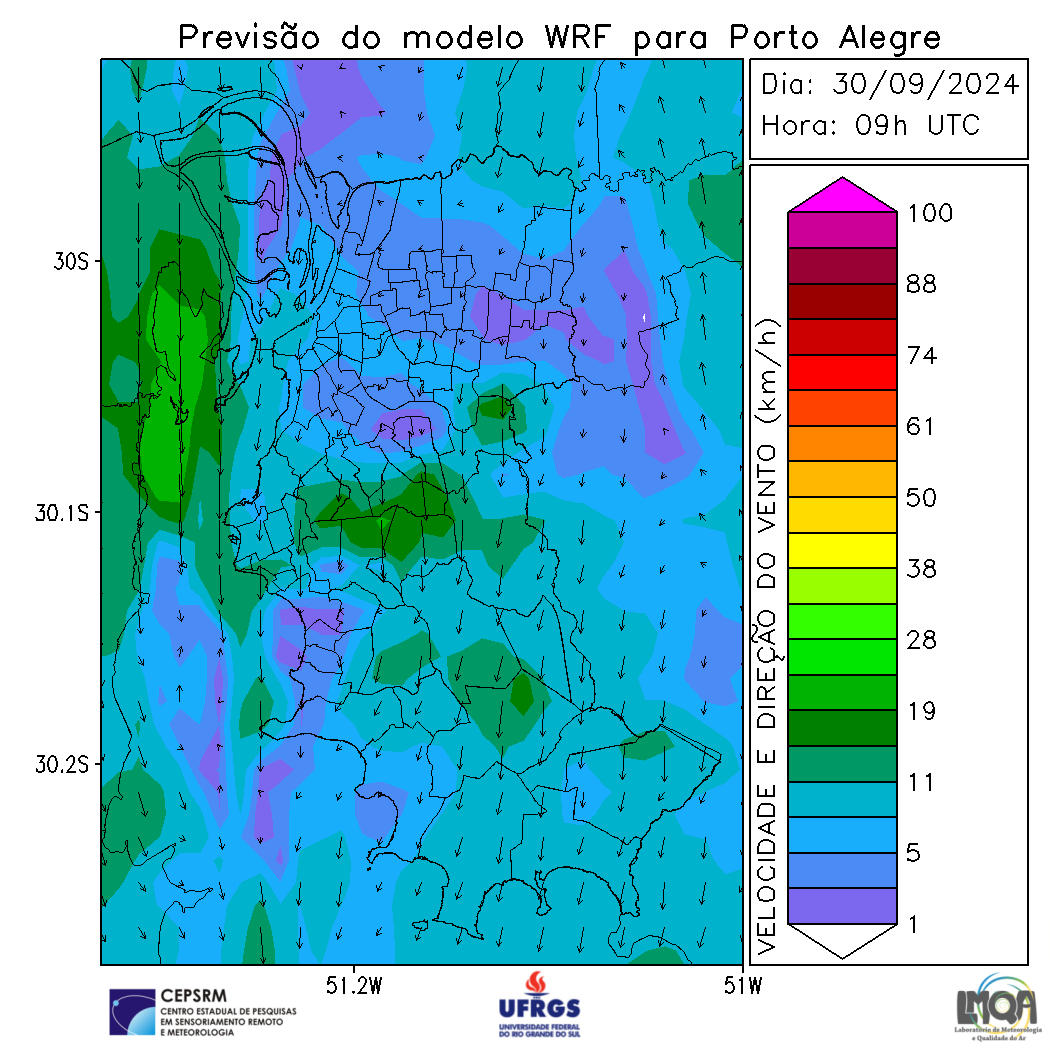 Previsão do modelo WRF para Porto Alegre
Dia: 30/09/2024
Hora: 09h UTC
30S
30.1S
30.2S
51.2W
51W
VELOCIDADE E DIREÇÃO DO VENTO (km/h)
100
88
74
61
50
38
28
19
11
5
1
CEPSRM
CENTRO ESTADUAL DE PESQUISAS
EM SENSORIAMENTO REMOTO
E METEOROLOGIA
UFRGS
UNIVERSIDADE FEDERAL
DO RIO GRANDE DO SUL
LMQA
Laboratório de Meteorologia
e Qualidade do Ar